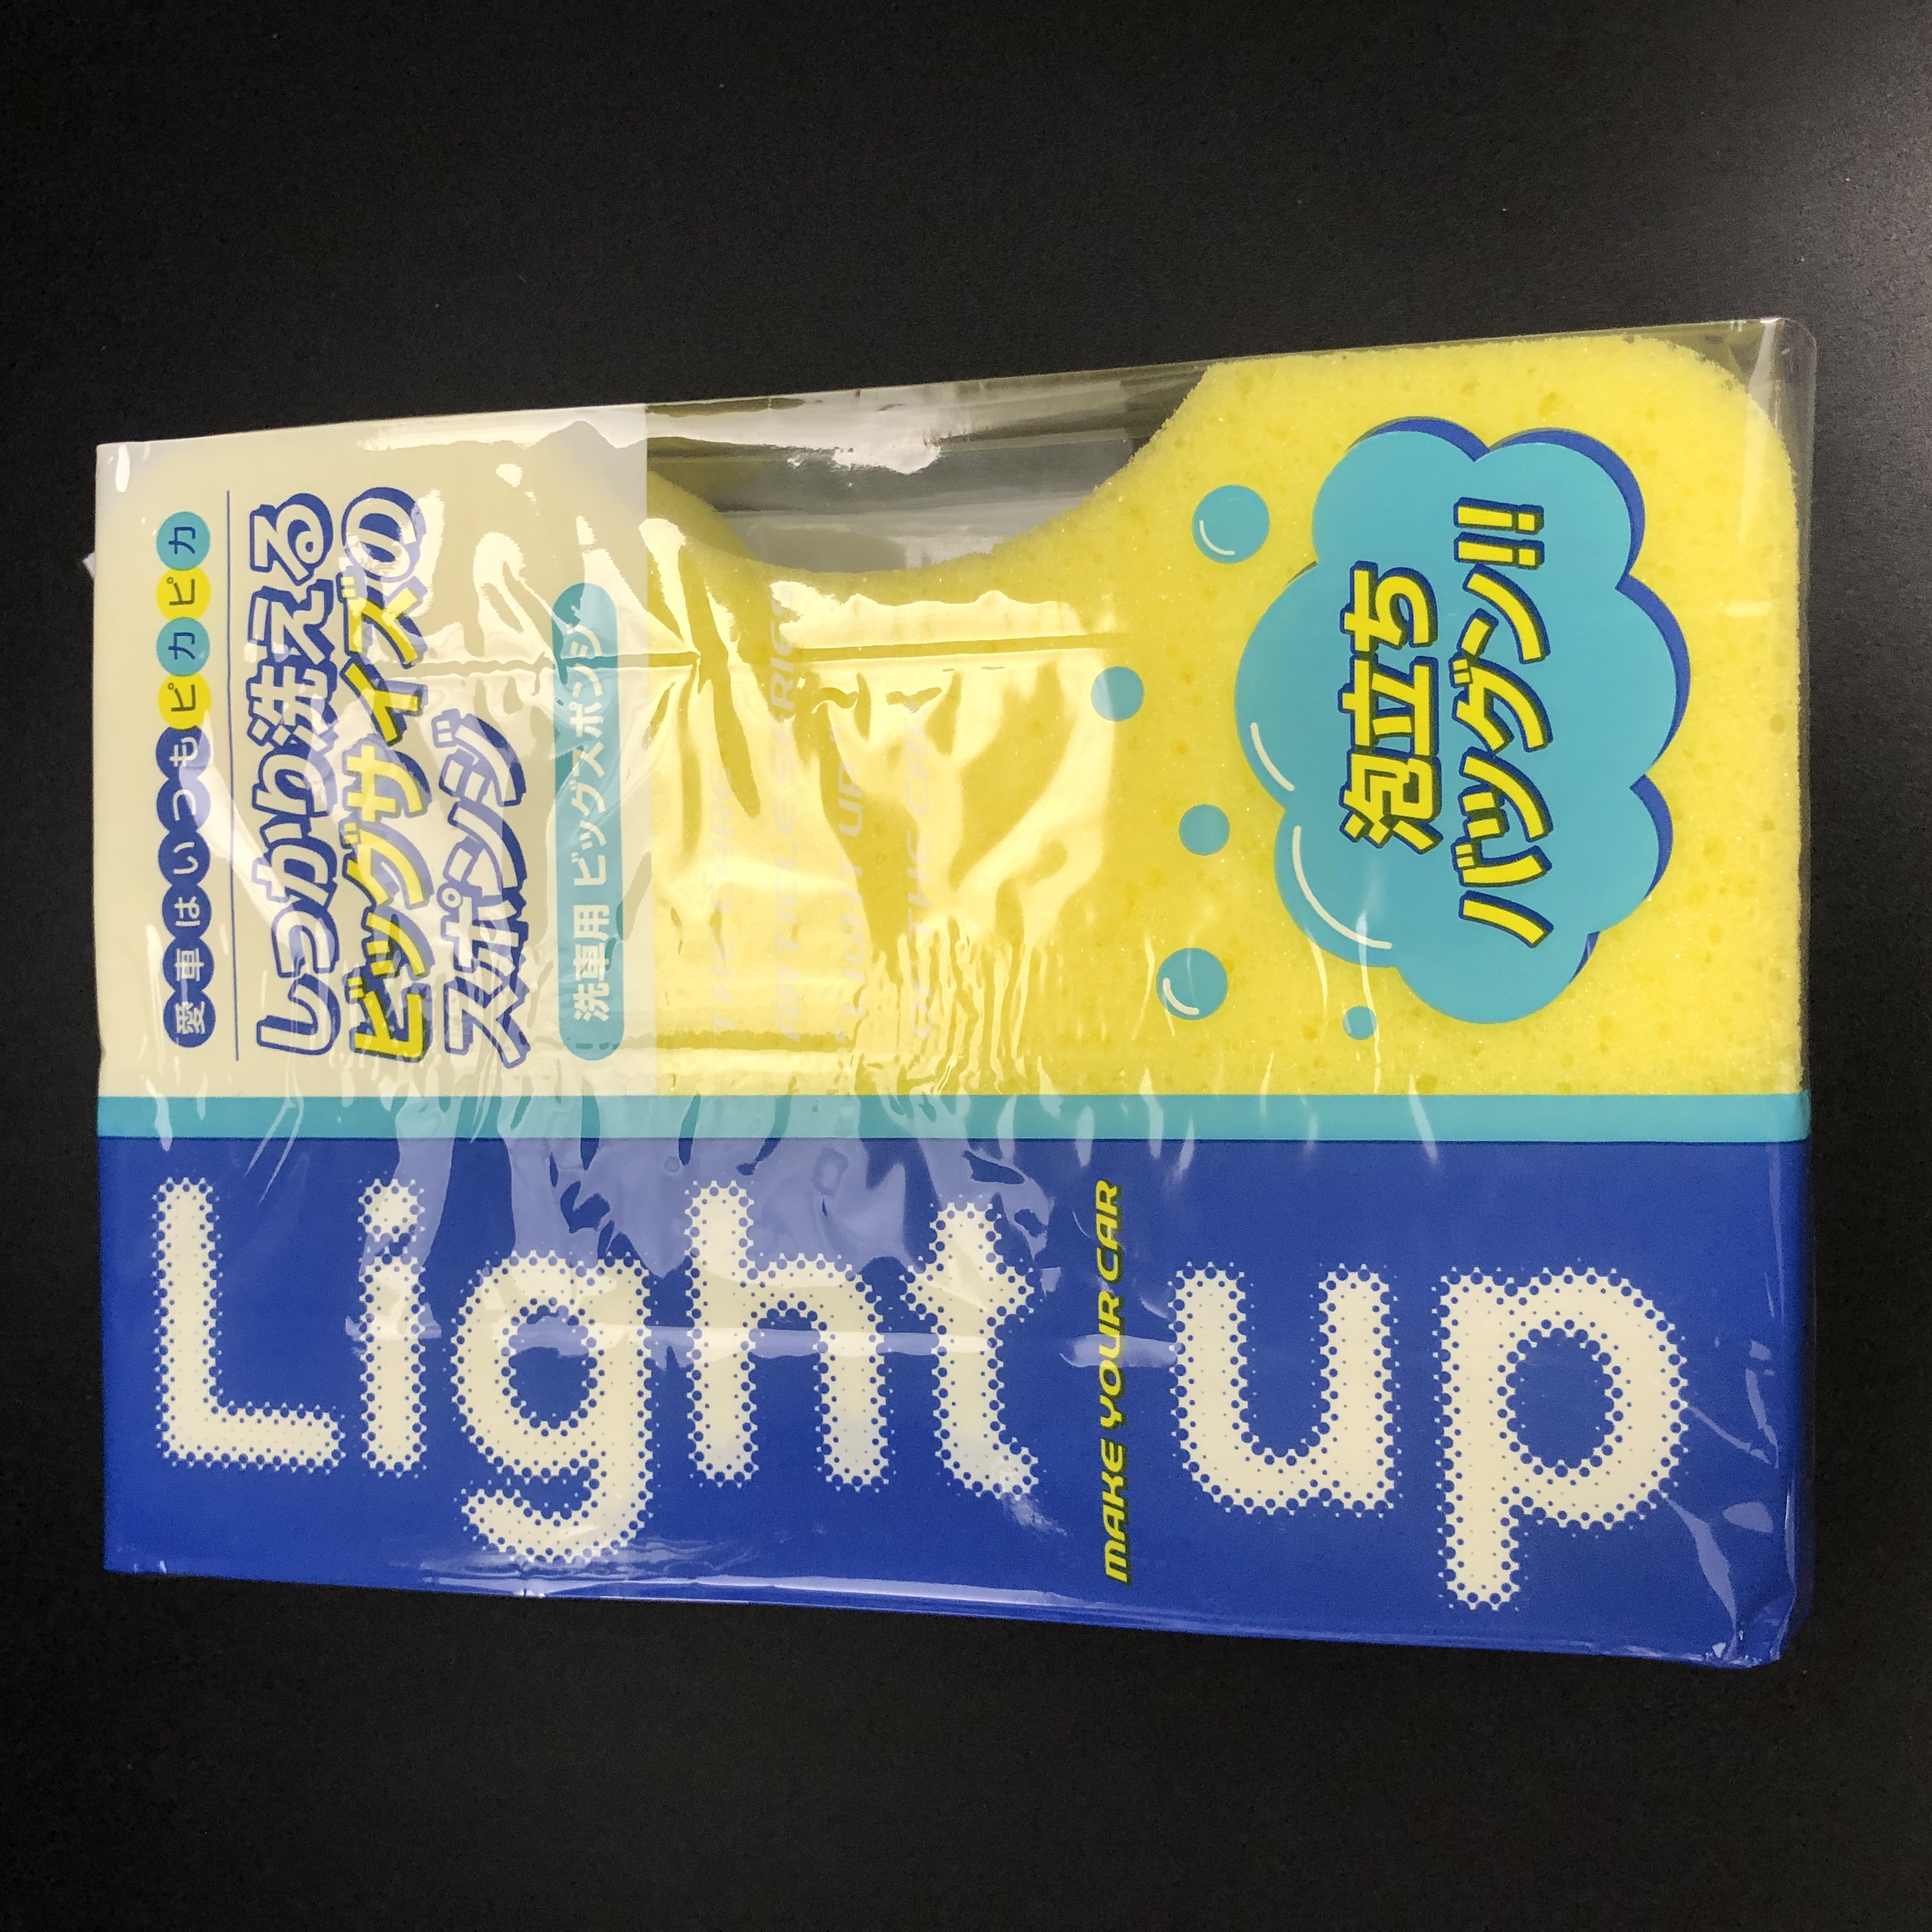 愛車はいつもピカピカ
しっかり洗える
ビッグサイズの
スポンジ
洗車用 ビッグスポンジ
泡立ち
バツグン!!
Light up
MAKE YOUR CAR